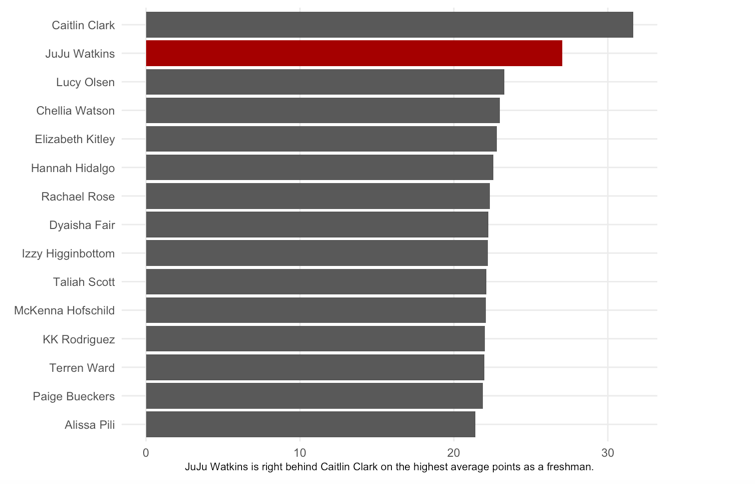 Caitlin Clark
JuJu Watkins
Lucy Olsen
Chellia Watson
Elizabeth Kitley
Hannah Hidalgo
Rachael Rose
Dyaisha Fair
Izzy Higginbottom
Taliah Scott
McKenna Hofschild
KK Rodriguez
Terren Ward
Paige Bueckers
Alissa Pili
0 10 20 30
JuJu Watkins is right behind Caitlin Clark on the highest average points as a freshman.